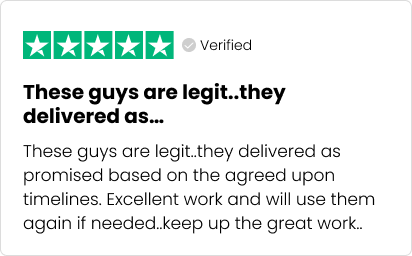 Verified
These guys are legit..they
delivered as...
These guys are legit..they delivered as
promised based on the agreed upon
timelines. Excellent work and will use them
again if needed..keep up the great work..